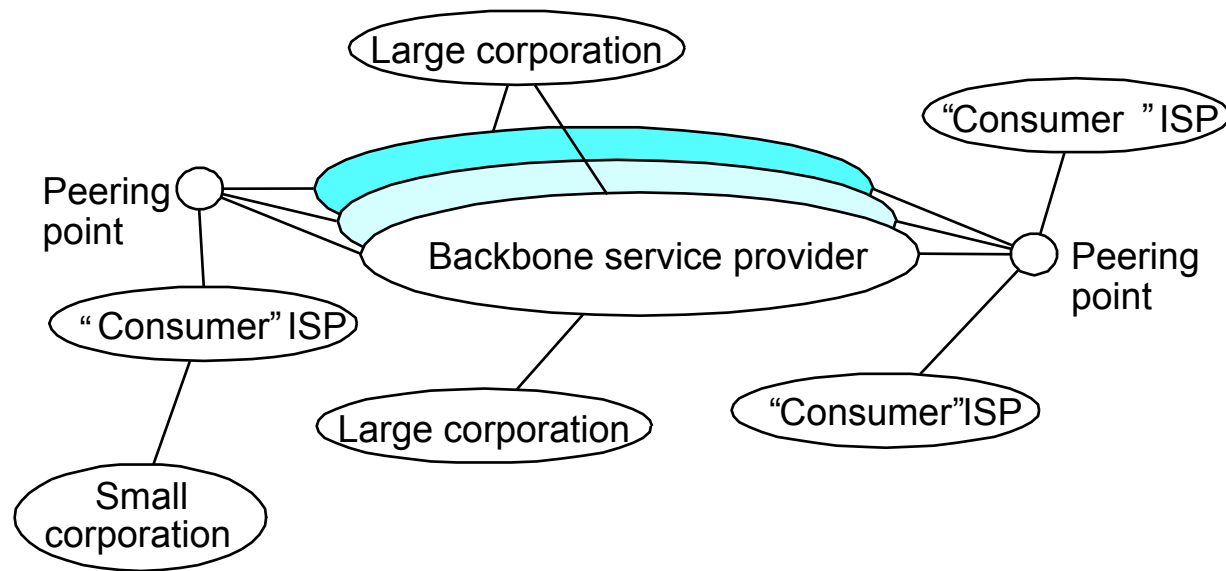 Large corporation
“Consumer ” ISP
Peering
point
Backbone service provider
Peering
point
“Consumer” ISP
“Consumer”ISP
Large corporation
Small
corporation